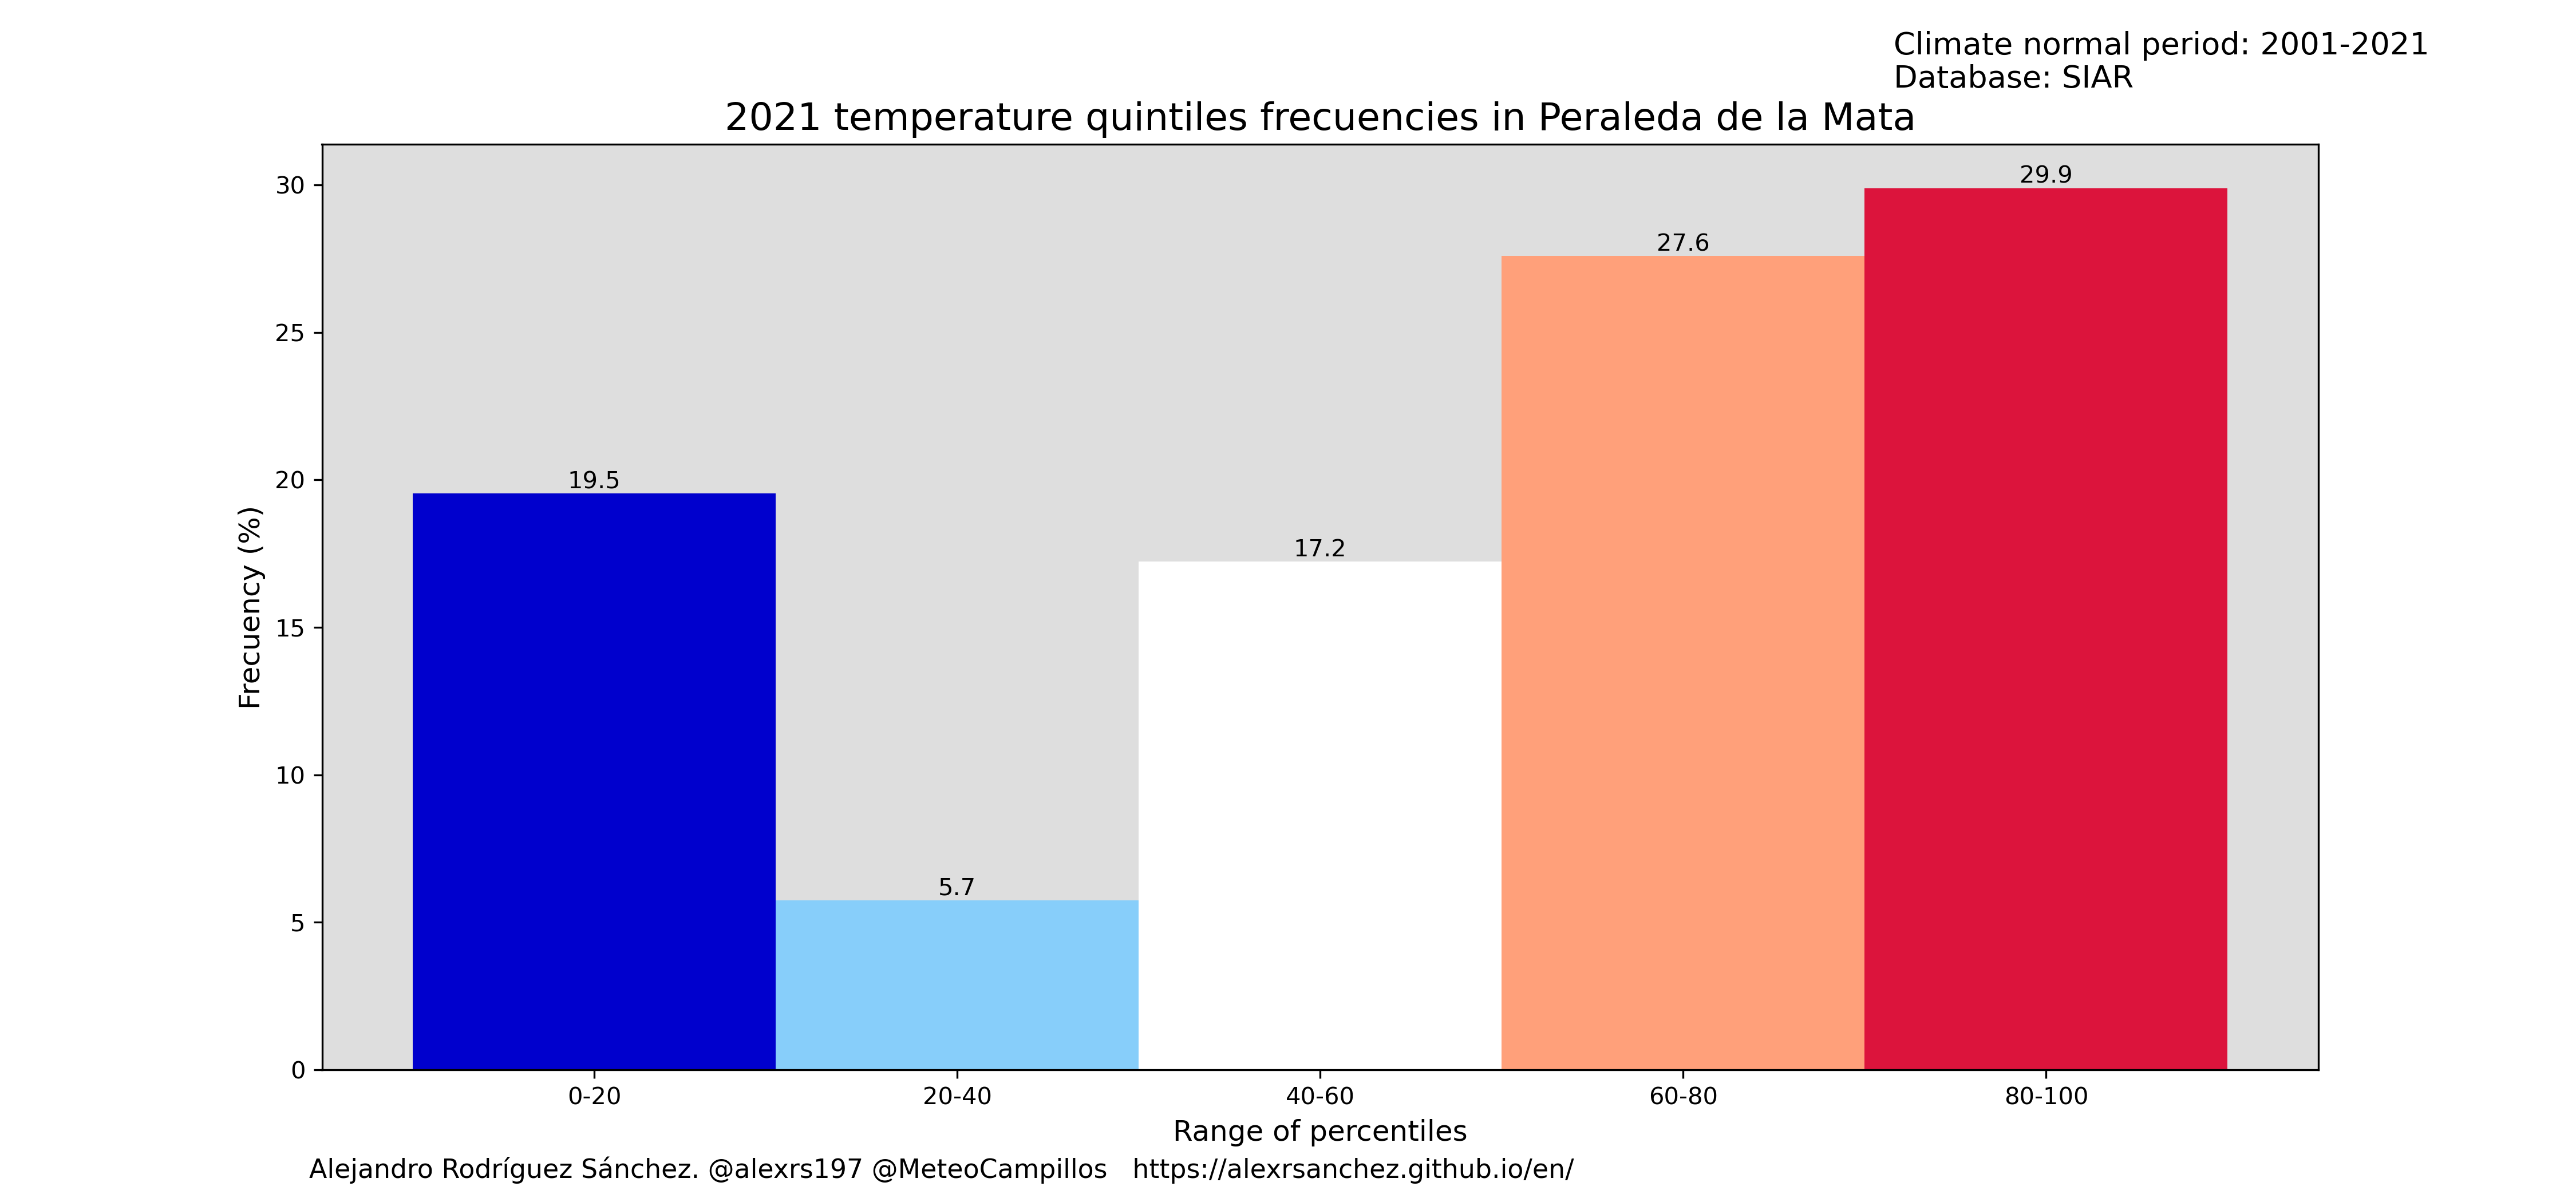 Climate normal period: 2001-2021
Database: SIAR
2021 temperature quintiles frecuencies in Peraleda de la Mata
30
25
20
15
10
5
0
Frecuency (%)
19.5
5.7
17.2
27.6
29.9
0-20
20-40
40-60
60-80
80-100
Range of percentiles
Alejandro Rodríguez Sánchez. @alexrs197 @MeteoCampillos https://alexrsanchez.github.io/en/